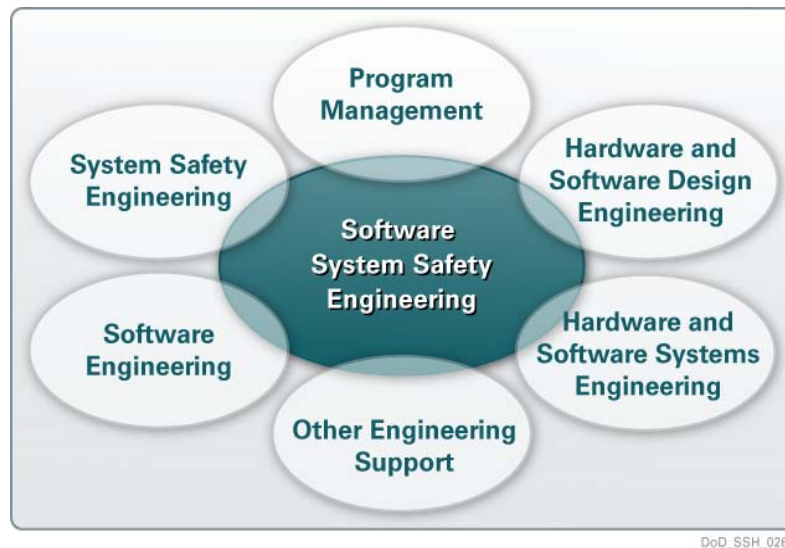 Program
Management
System Safety
Engineering
Hardware and
Software Design
Engineering
Software
System Safety
Engineering
Software
Engineering
Hardware and
Software Systems
Engineering
Other Engineering
Support
DoD_SSH_026